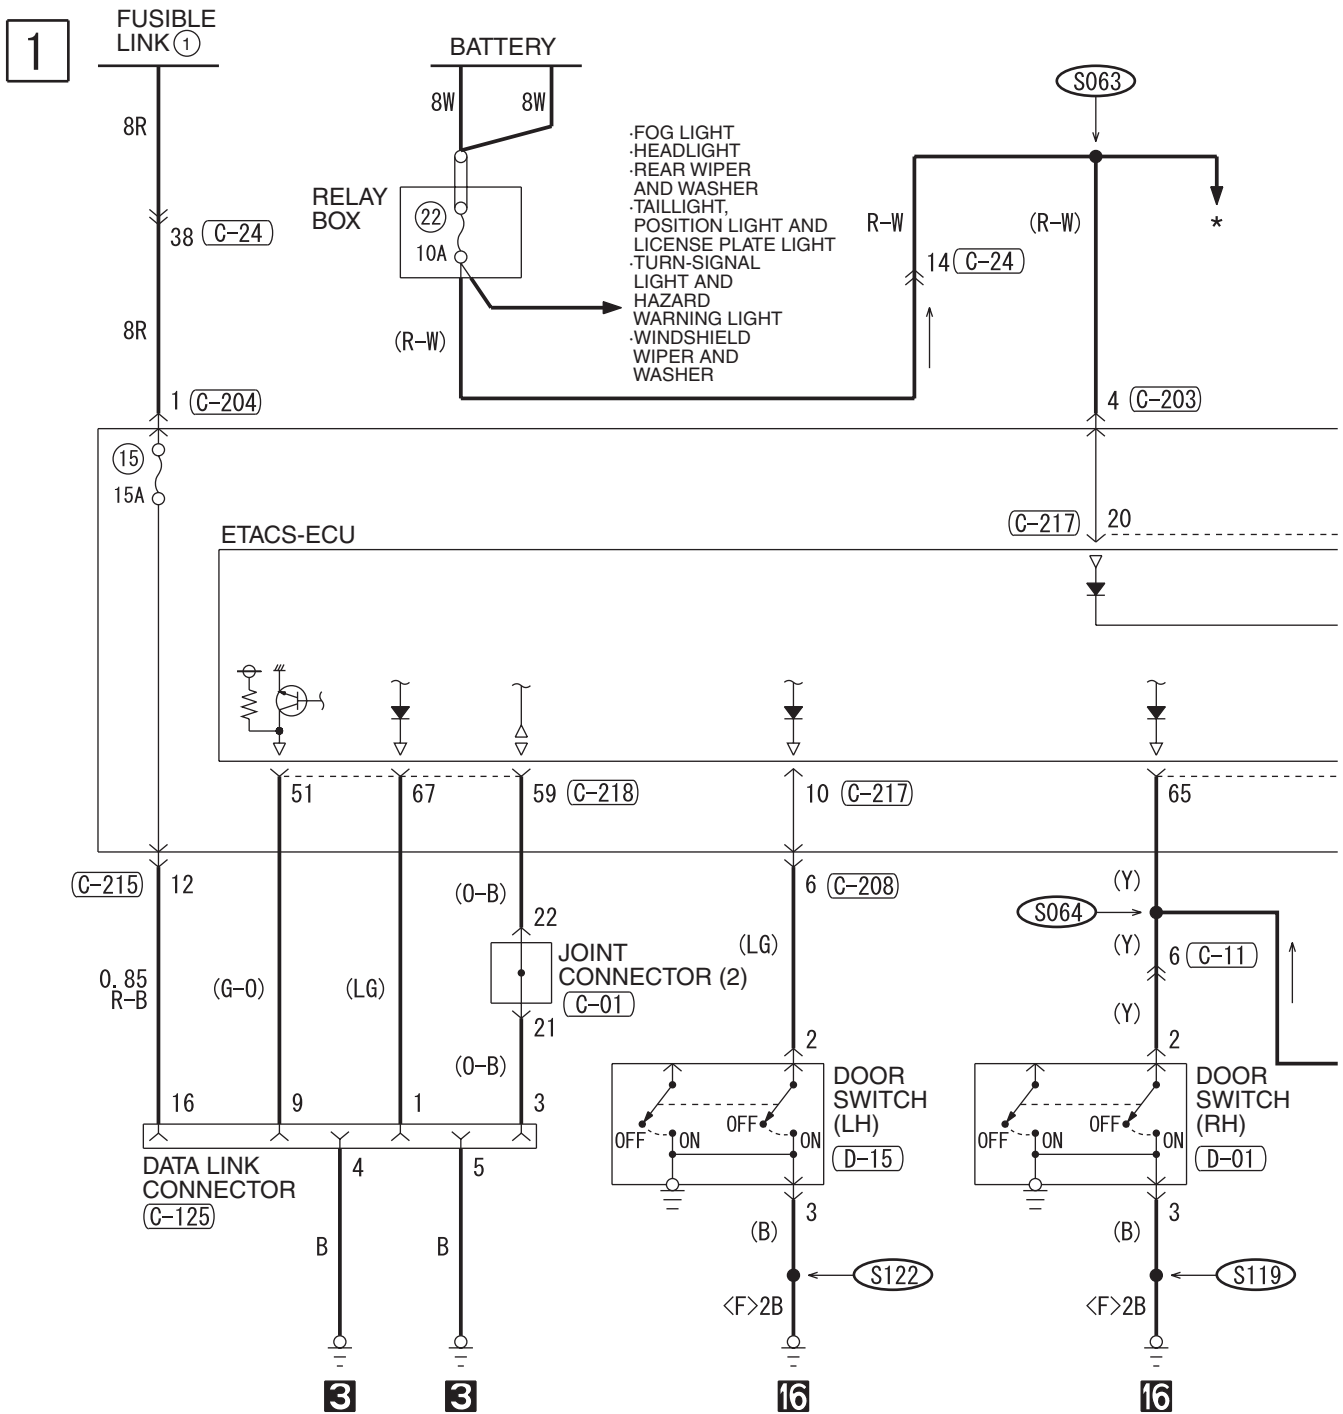 1
FUSIBLE
LINK 1
BATTERY
8W
8W
S063
8R
·FOG LIGHT
·HEADLIGHT
·REAR WIPER
AND WASHER
·TAILLIGHT,
POSITION LIGHT AND
LICENSE PLATE LIGHT
·TURN-SIGNAL
LIGHT AND
HAZARD
WARNING LIGHT
·WINDSHIELD
WIPER AND
WASHER
RELAY
BOX
22
10A
38 C-24
R-W
(R-W)
*
14 C-24
8R
(R-W)
1 C-204
4 C-203
15
15A
C-217 20
ETACS-ECU
51
67
59 C-218
10 C-217
65
C-215 12
(O-B)
6 C-208
(Y)
22
S064
(Y)
6 C-11
JOINT
CONNECTOR (2)
C-01
0.85
R-B
(G-O)
(LG)
(LG)
(Y)
21
(O-B)
2
2
16
9
1
3
DOOR
SWITCH
(LH)
D-15
OFF
ON
OFF
ON
DOOR
SWITCH
(RH)
D-01
OFF
ON
OFF
ON
DATA LINK
CONNECTOR
C-125
4
5
3
3
B
B
(B)
(B)
S122
S119
<F>2B
<F>2B
3
3
16
16